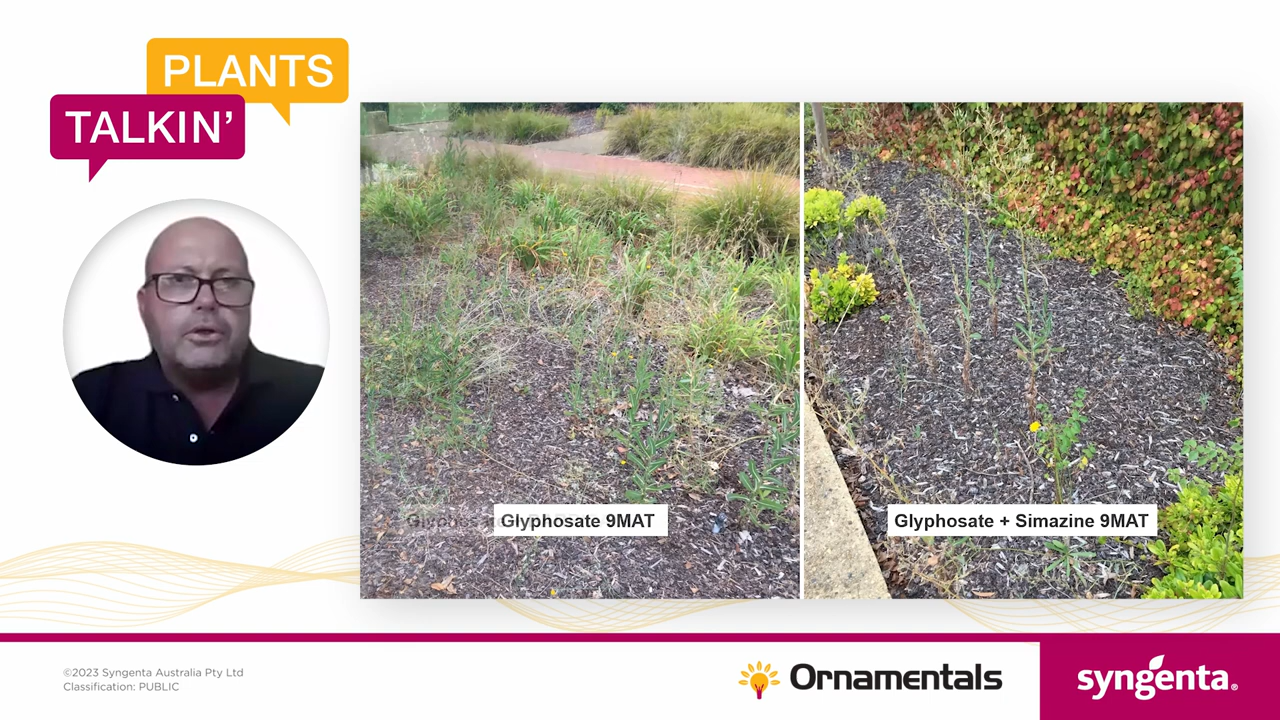 PLANTS
TALKIN’
Glyphosate 9MAT
Glyphosate + Simazine 9MAT
©2023 Syngenta Australia Pty Ltd
Classification: PUBLIC
Ornamentals
syngenta®